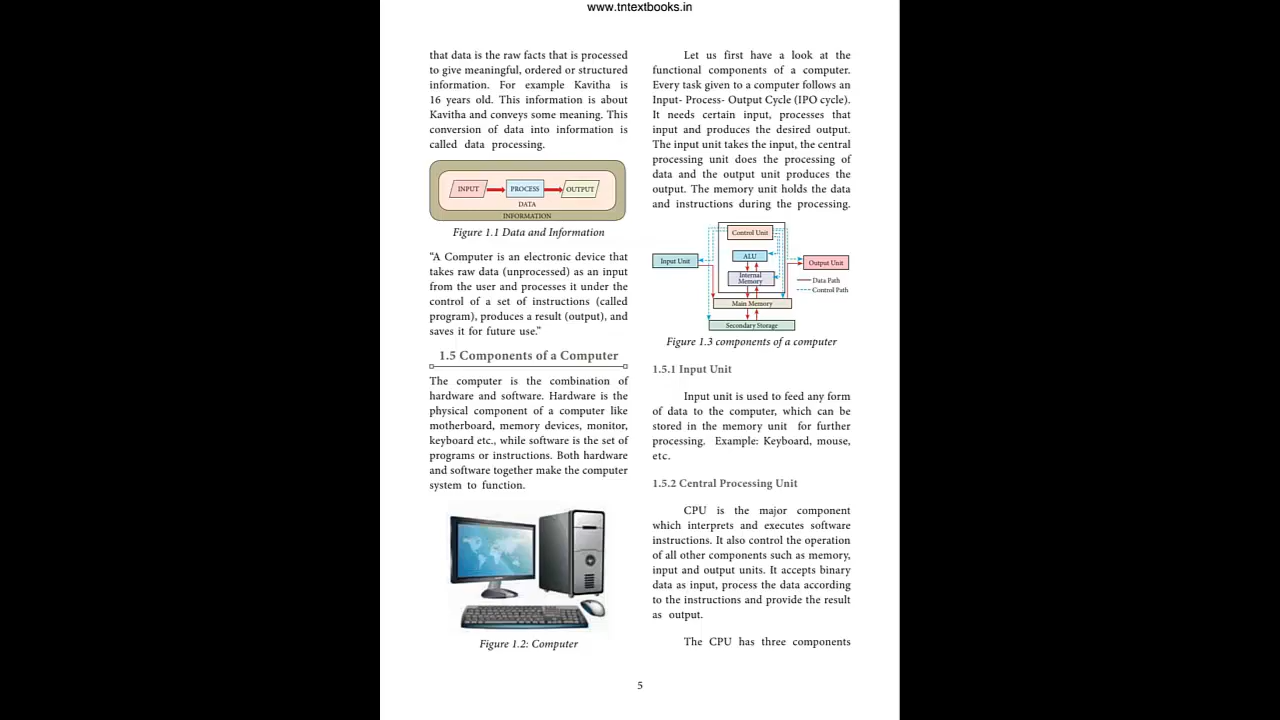 www.tntextbooks.in
that data is the raw facts that is processed
to give meaningful, ordered or structured
information. For example Kavitha is
16 years old. This information is about
Kavitha and conveys some meaning. This
conversion of data into information is
called data processing.
INPUT
PROCESS
OUTPUT
DATA
INFORMATION
Figure 1.1 Data and Information
“A Computer is an electronic device that
takes raw data (unprocessed) as an input
from the user and processes it under the
control of a set of instructions (called
program), produces a result (output), and
saves it for future use.”
1.5 Components of a Computer
The computer is the combination of
hardware and software. Hardware is the
physical component of a computer like
motherboard, memory devices, monitor,
keyboard etc., while software is the set of
programs or instructions. Both hardware
and software together make the computer
system to function.
Figure 1.2: Computer
Let us first have a look at the
functional components of a computer.
Every task given to a computer follows an
Input- Process- Output Cycle (IPO cycle).
It needs certain input, processes that
input and produces the desired output.
The input unit takes the input, the central
processing unit does the processing of
data and the output unit produces the
output. The memory unit holds the data
and instructions during the processing.
Control Unit
ALU
Input Unit
Output Unit
Internal
Memory
Data Path
Control Path
Main Memory
Secondary Storage
Figure 1.3 components of a computer
1.5.1 Input Unit
Input unit is used to feed any form
of data to the computer, which can be
stored in the memory unit for further
processing. Example: Keyboard, mouse,
etc.
1.5.2 Central Processing Unit
CPU is the major component
which interprets and executes software
instructions. It also control the operation
of all other components such as memory,
input and output units. It accepts binary
data as input, process the data according
to the instructions and provide the result
as output.
The CPU has three components
5